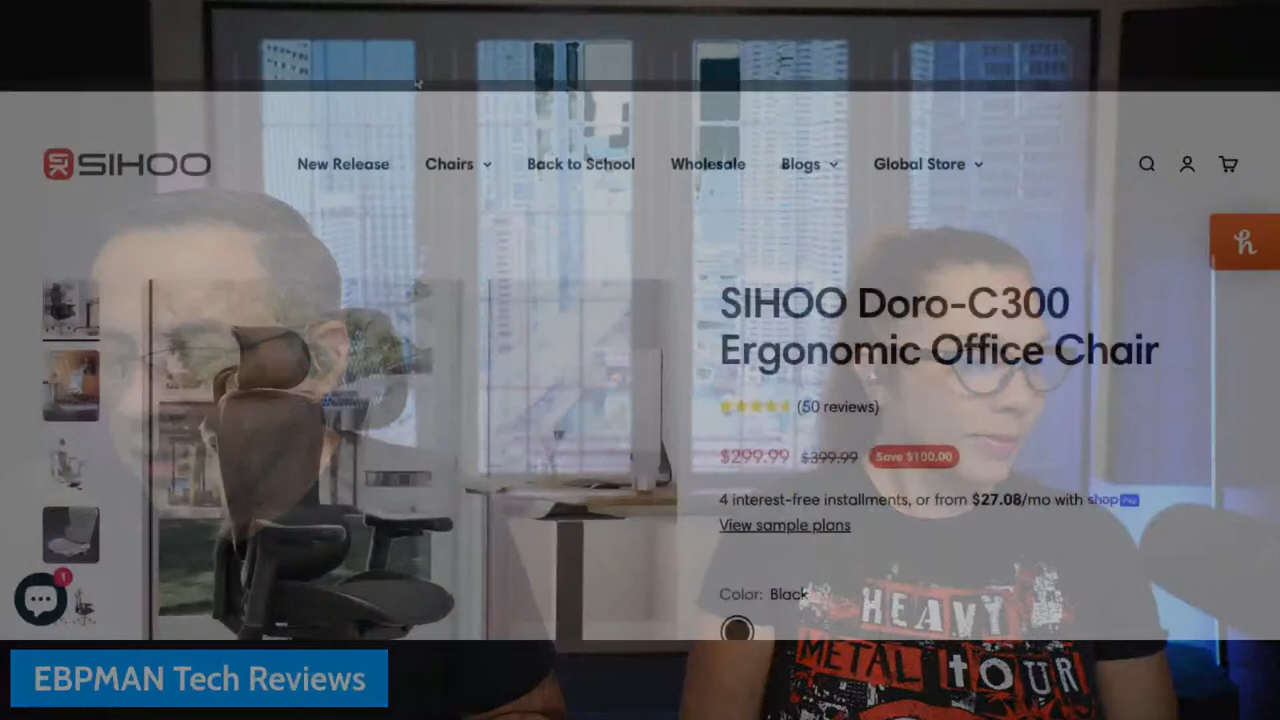 SIHOO
New Release Chairs Back to School Wholesale Blogs Global Store
SIHOO Doro-C300
Ergonomic Office Chair
(50 reviews)
$299.99 $399.99 Save $100.00
4 interest-free installments, or from $27.08/mo with shop Pay
View sample plans
Color: Black
1
HEAVY
METAL tOUR
EBPMAN Tech Reviews